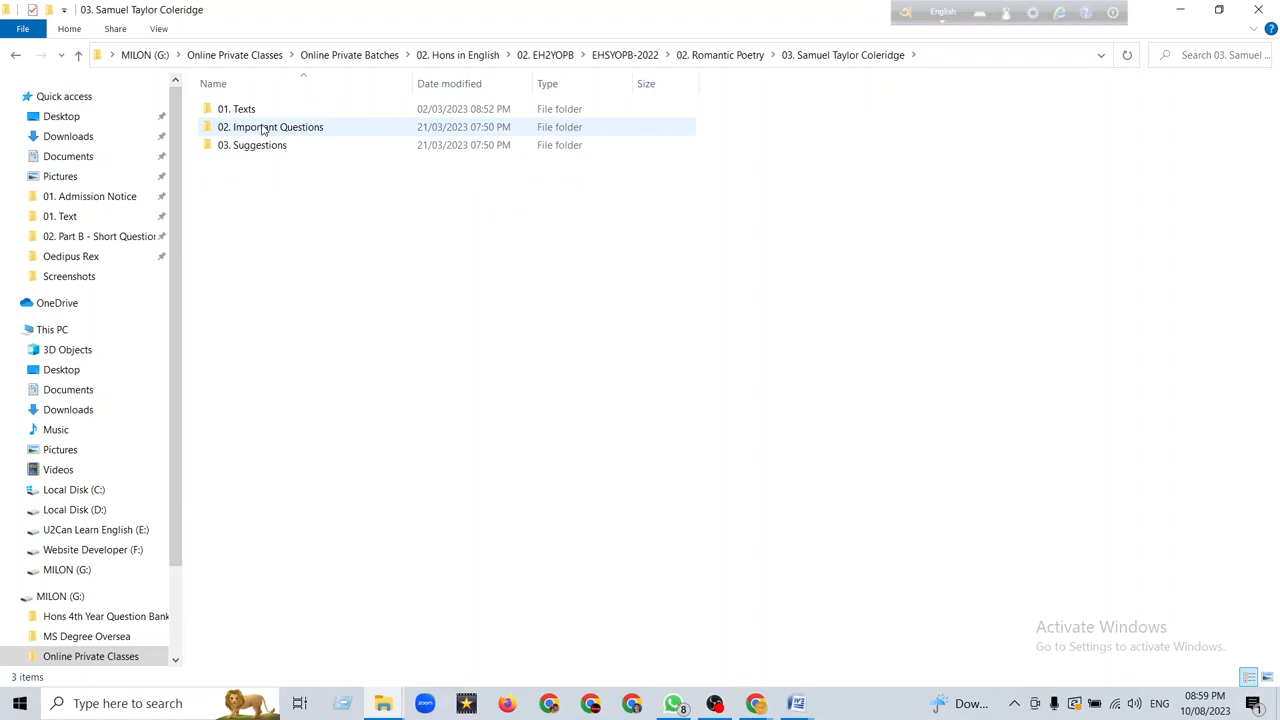 03. Samuel Taylor Coleridge
English
File
Home
Share
View
MILON (G:) Online Private Classes Online Private Batches 02. Hons in English 02. EH2YOPB EHSYOPB-2022 02. Romantic Poetry 03. Samuel Taylor Coleridge
Search 03. Samuel ...
Name Date modified Type Size
01. Texts 02/03/2023 08:52 PM File folder
02. Important Questions 21/03/2023 07:50 PM File folder
03. Suggestions 21/03/2023 07:50 PM File folder
Quick access
Desktop
Downloads
Documents
Pictures
01. Admission Notice
01. Text
02. Part B - Short Question
Oedipus Rex
Screenshots
OneDrive
This PC
3D Objects
Desktop
Documents
Downloads
Music
Pictures
Videos
Local Disk (C:)
Local Disk (D:)
U2Can Learn English (E:)
Website Developer (F:)
MILON (G:)
MILON (G:)
Hons 4th Year Question Bank
MS Degree Oversea
Online Private Classes
Activate Windows
Go to Settings to activate Windows.
3 items
Type here to search
zoom
8
Dow...
ENG
08:59 PM
10/08/2023
1